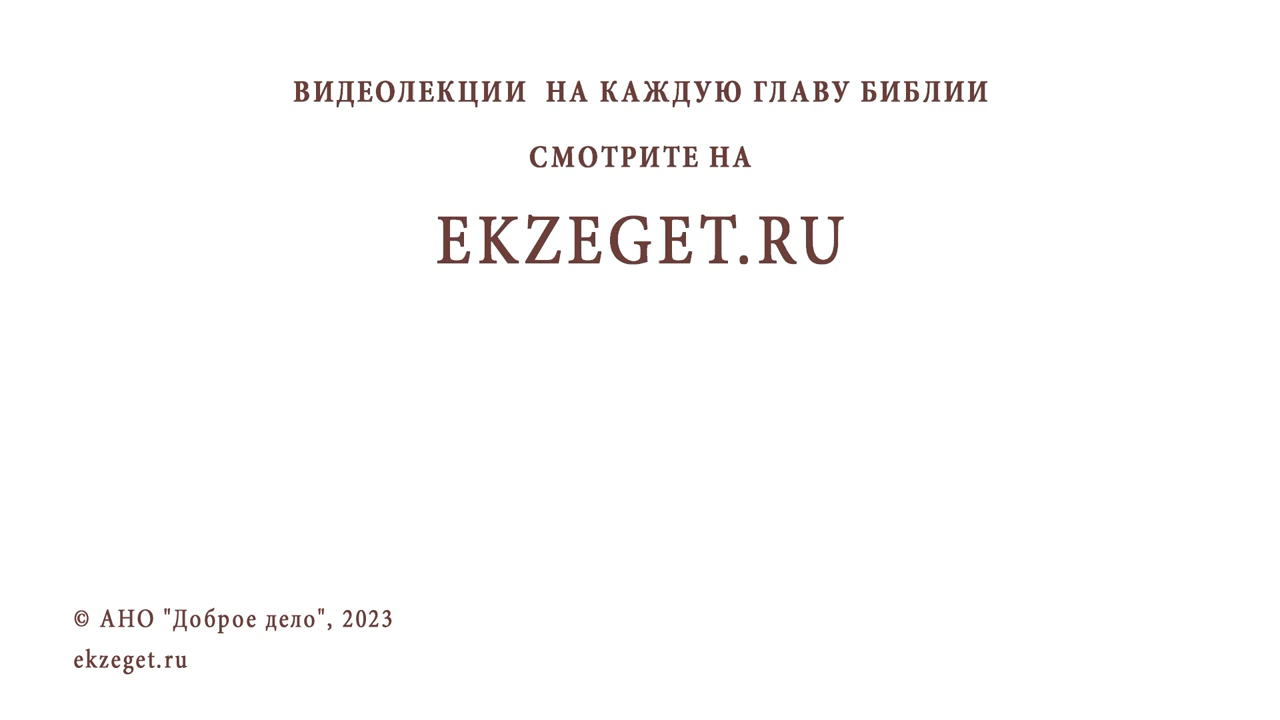 ВИДЕОЛЕКЦИИ НА КАЖДУЮ ГЛАВУ БИБЛИИ
СМОТРИТЕ НА
EKZEGET.RU
© АНО "Доброе дело", 2023
ekzeget.ru